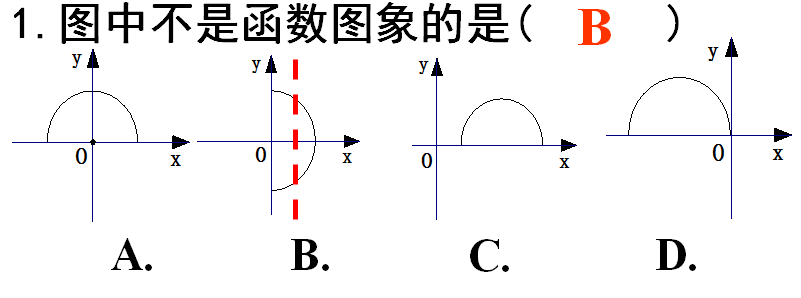 1.图中不是函数图象的是( B )
y y y y
0 x 0 x 0 x 0 x
A. B. C. D.